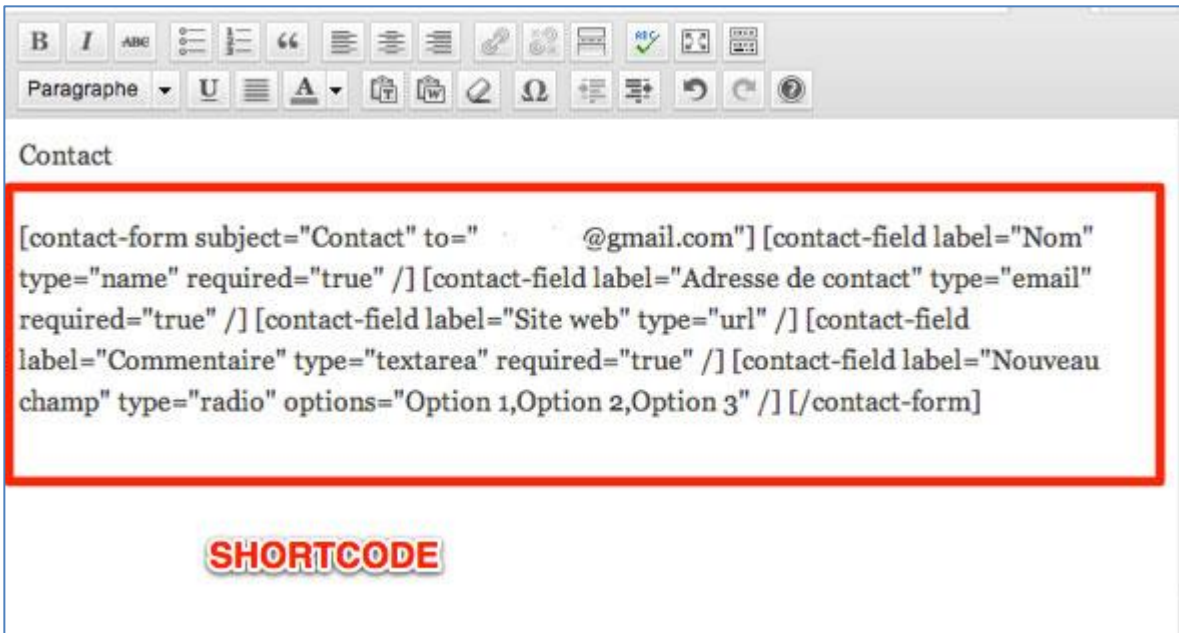 B I ABC
ABC
Paragraphe U A T W Ω
Contact
[contact-form subject="Contact" to=" @gmail.com"] [contact-field label="Nom"
type="name" required="true" /] [contact-field label="Adresse de contact" type="email"
required="true" /] [contact-field label="Site web" type="url" /] [contact-field
label="Commentaire" type="textarea" required="true" /] [contact-field label="Nouveau
champ" type="radio" options="Option 1,Option 2,Option 3" /] [/contact-form]
SHORTCODE